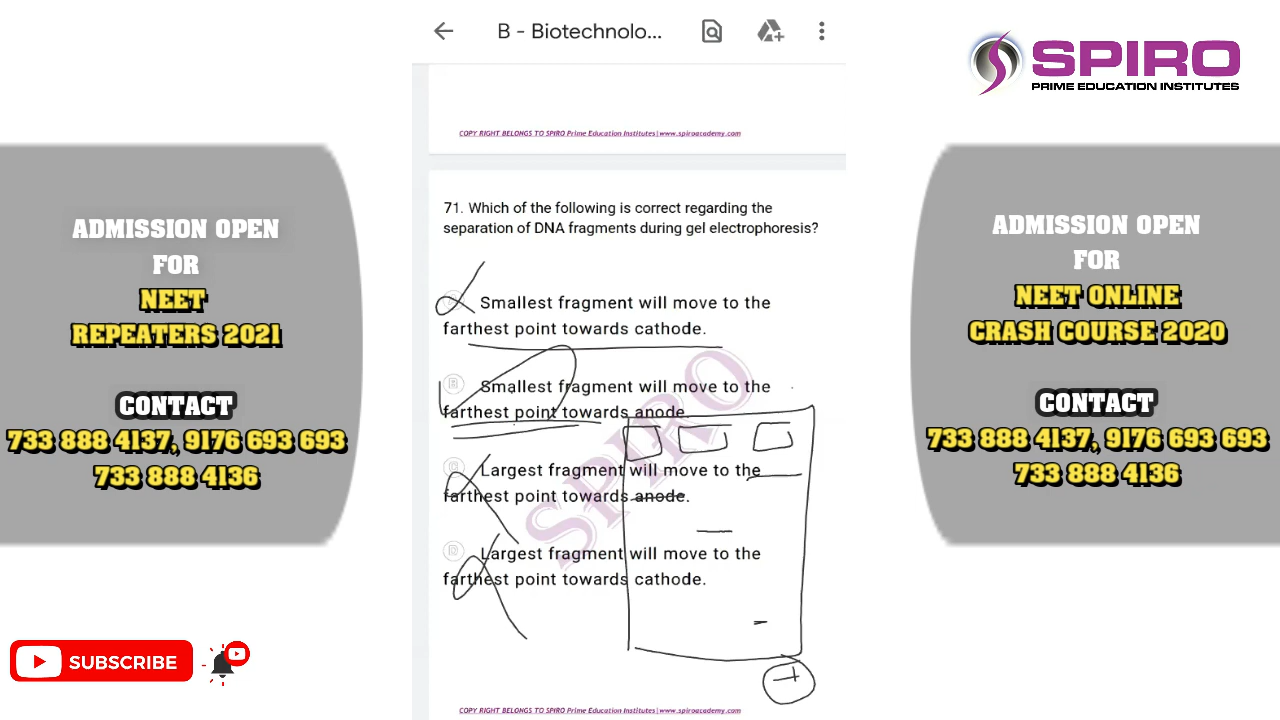 B - Biotechnolo...
SPIRO
PRIME EDUCATION INSTITUTES
COPY RIGHT BELONGS TO SPIRO Prime Education Institutes|www.spiroacademy.com
ADMISSION OPEN
FOR
NEET
REPEATERS 2021
CONTACT
733 888 4137, 9176 693 693
733 888 4136
71. Which of the following is correct regarding the
separation of DNA fragments during gel electrophoresis?
Smallest fragment will move to the
farthest point towards cathode.
B Smallest fragment will move to the
farthest point towards anode.
Largest fragment will move to the
farthest point towards anode.
D Largest fragment will move to the
farthest point towards cathode.
SPIRO
+
ADMISSION OPEN
FOR
NEET ONLINE
CRASH COURSE 2020
CONTACT
733 888 4137, 9176 693 693
733 888 4136
SUBSCRIBE
COPY RIGHT BELONGS TO SPIRO Prime Education Institutes|www.spiroacademy.com